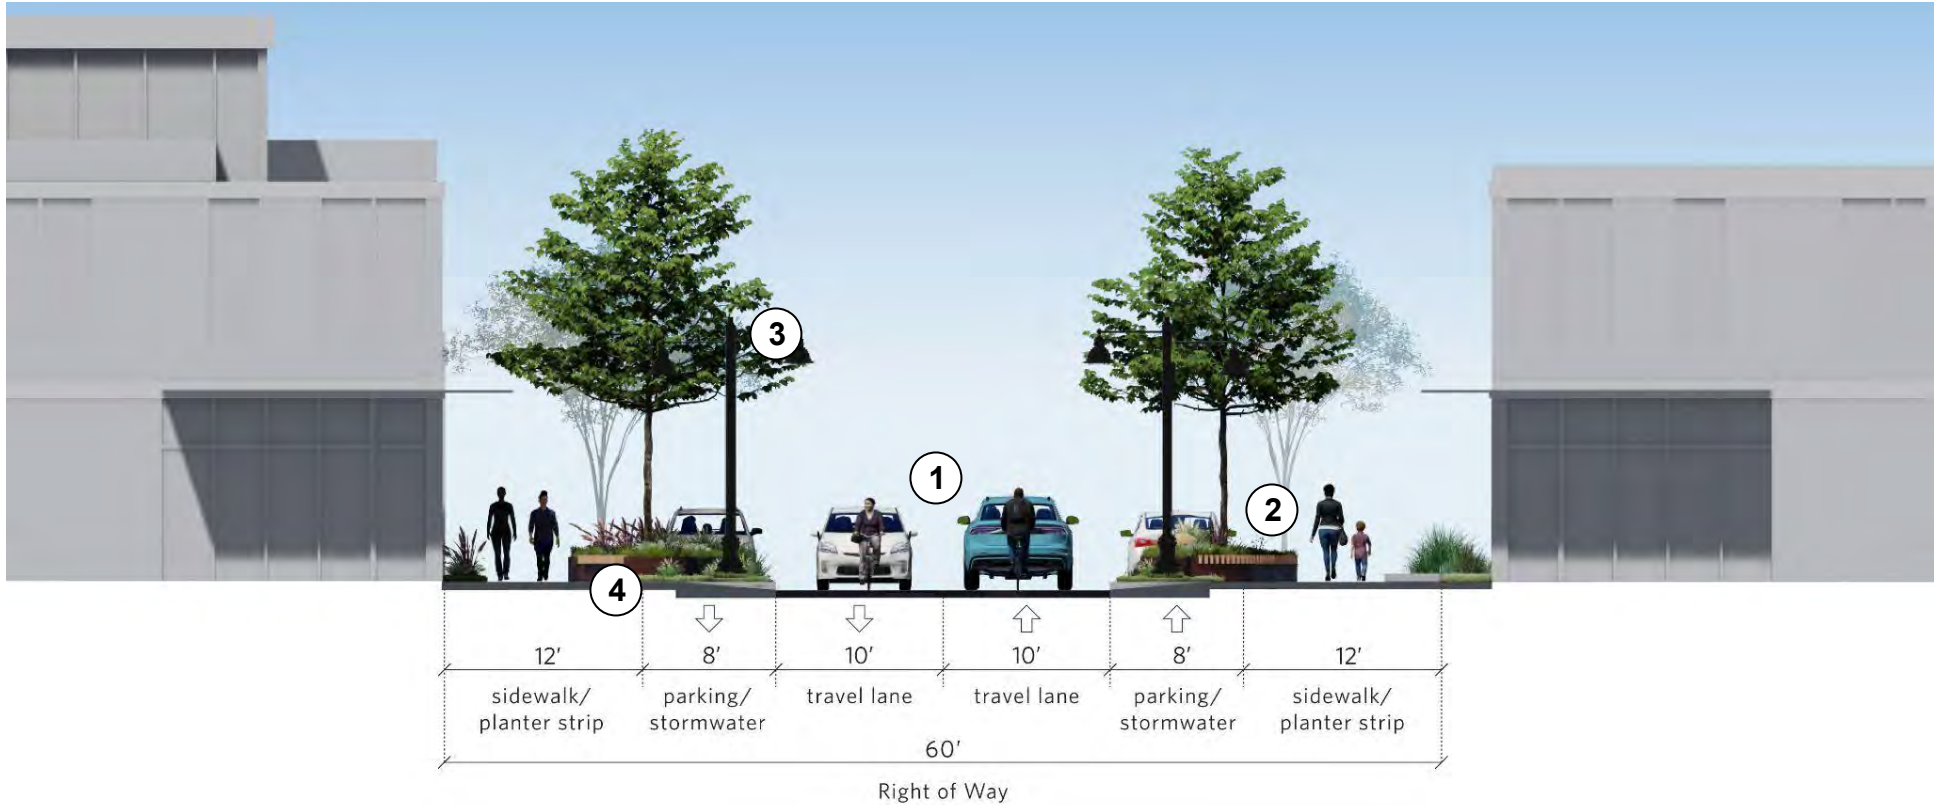 3
1
2
4
12' 8' 10' 10' 8' 12'
sidewalk/ parking/ travel lane travel lane parking/ sidewalk/
planter strip stormwater stormwater planter strip
60'
Right of Way